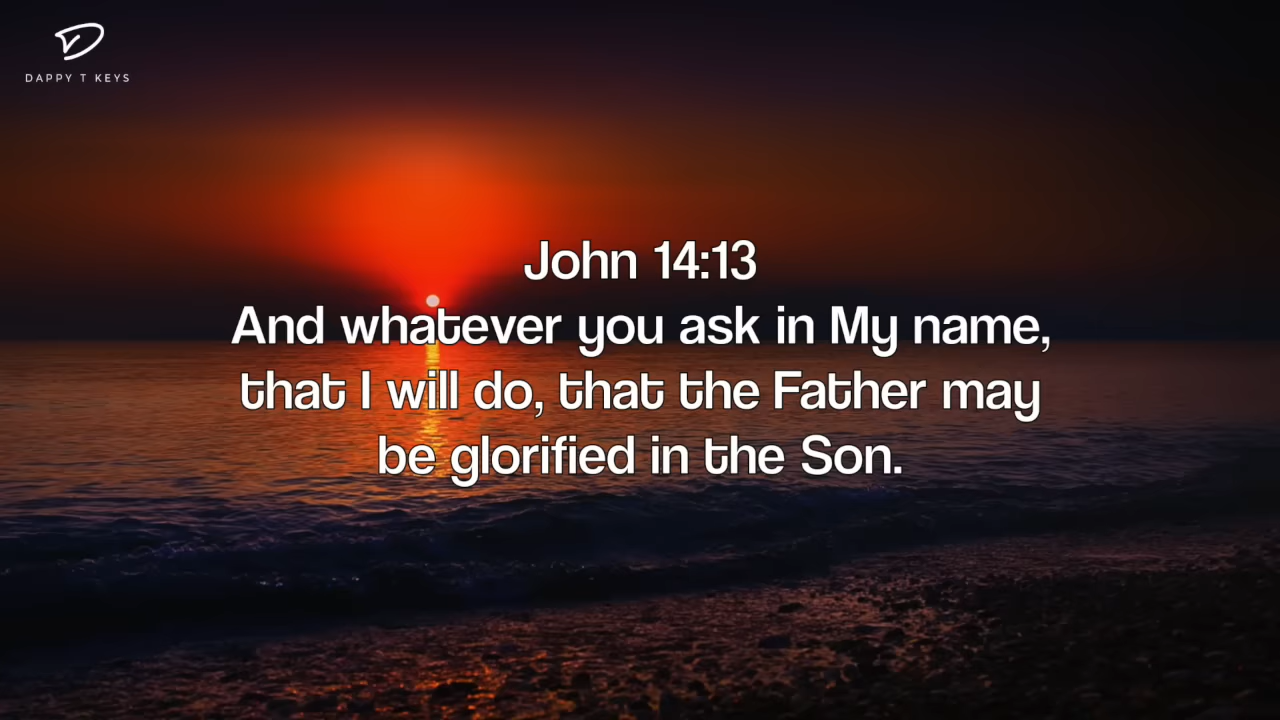 DAPPY T KEYS
John 14:13
And whatever you ask in My name,
that I will do, that the Father may
be glorified in the Son.